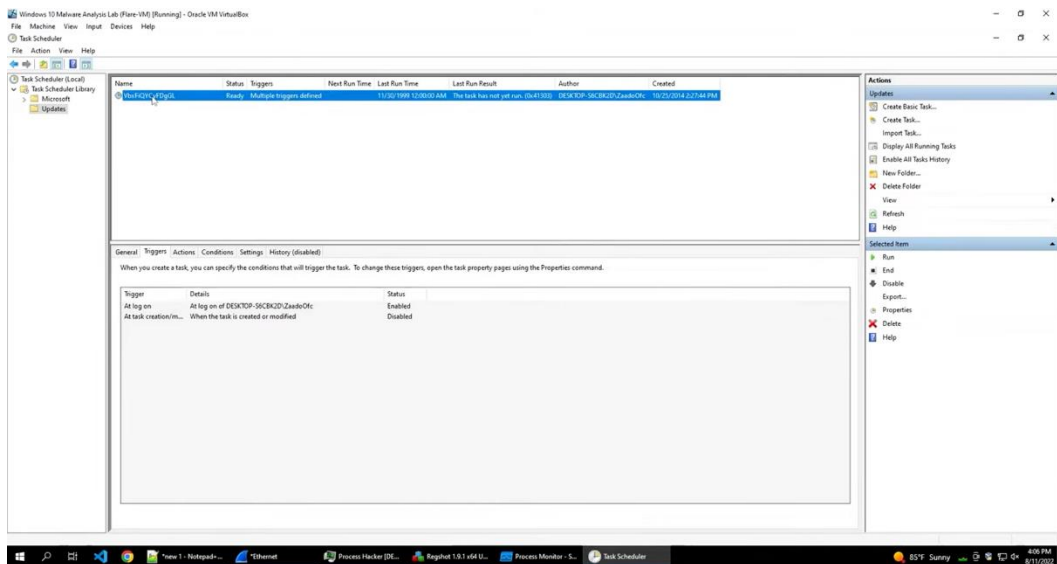 Windows 10 Malware Analysis Lab (Flare-VM) [Running] - Oracle VM VirtualBox
File Machine View Input Devices Help
Task Scheduler
File Action View Help
Task Scheduler (Local)
Task Scheduler Library
Microsoft
Updates
Name Status Triggers Next Run Time Last Run Time Last Run Result Author Created
Ready Multiple triggers defined 11/30/1999 12:00:00 AM The task has not yet run. (0x41303) DESKTOP-S6CBK2D\ZaadoOfc 10/25/2014 2:27:44 PM
General Triggers Actions Conditions Settings History (disabled)
When you create a task, you can specify the conditions that will trigger the task. To change these triggers, open the task property pages using the Properties command.
Trigger Details Status
At log on At log on of DESKTOP-S6CBK2D\ZaadoOfc Enabled
At task creation/m... When the task is created or modified Disabled
Actions
Updates
Create Basic Task...
Create Task...
Import Task...
Display All Running Tasks
Enable All Tasks History
New Folder...
Delete Folder
View
Refresh
Help
Selected Item
Run
End
Disable
Export...
Properties
Delete
Help
*new 1 - Notepad+... *Ethernet Process Hacker [DE... Regshot 1.9.1 x64 U... Process Monitor - S... Task Scheduler 85°F Sunny 4:06 PM
8/11/2022